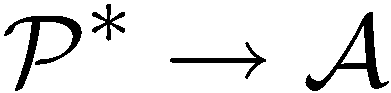 𝒫* → 𝒜